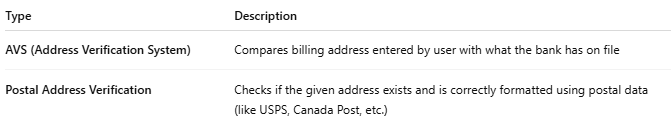 Type Description
AVS (Address Verification System) Compares billing address entered by user with what the bank has on file
Postal Address Verification Checks if the given address exists and is correctly formatted using postal data
(like USPS, Canada Post, etc.)